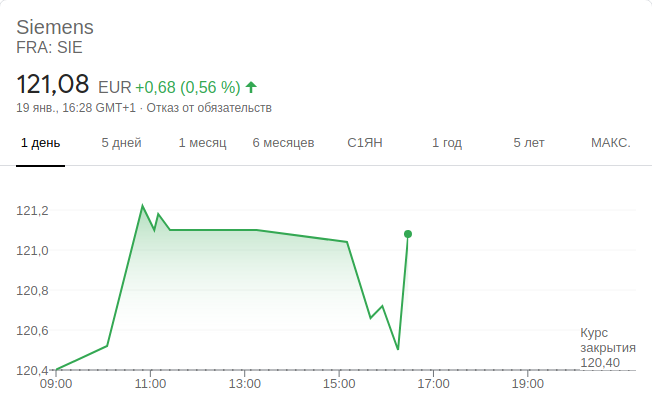 Siemens
FRA: SIE
121,08 EUR +0,68 (0,56 %)
19 янв., 16:28 GMT+1 · Отказ от обязательств
1 день 5 дней 1 месяц 6 месяцев С1ЯН 1 год 5 лет МАКС.
121,2
121,0
120,8
120,6
Курс
закрытия
120,40
120,4
09:00 11:00 13:00 15:00 17:00 19:00